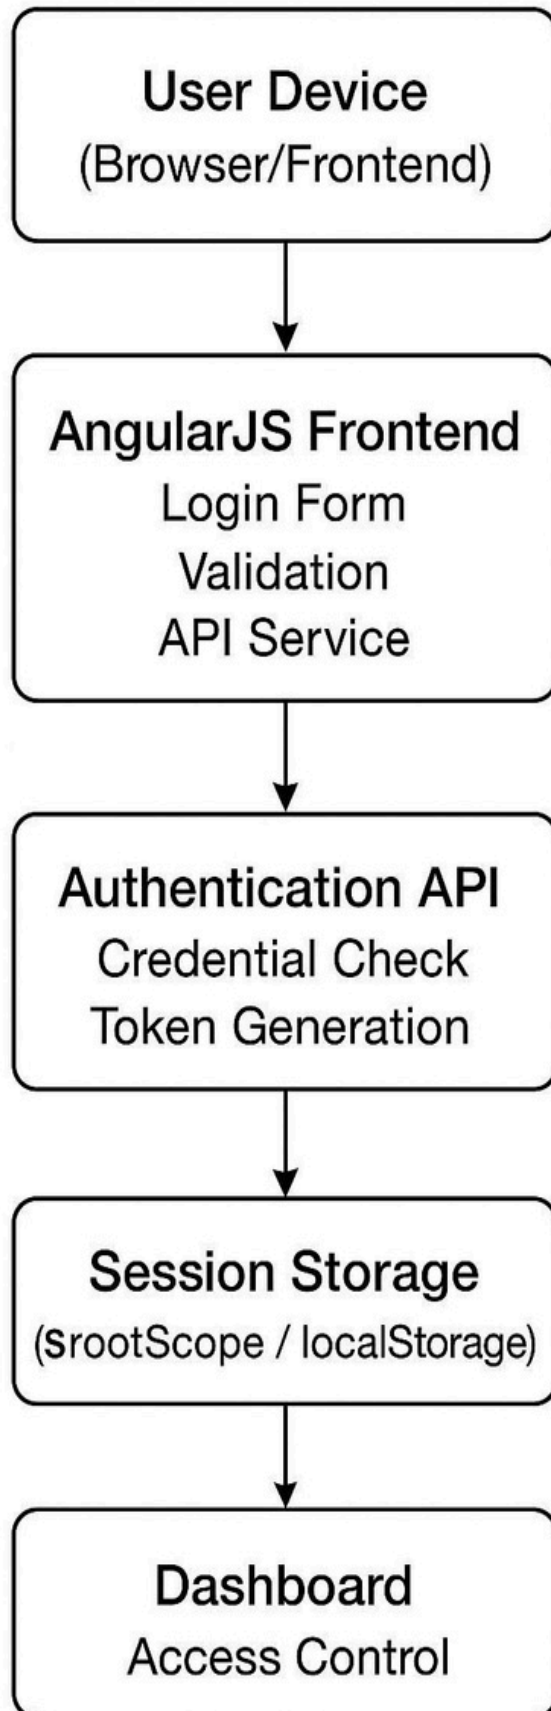 User Device
(Browser/Frontend)
AngularJS Frontend
Login Form
Validation
API Service
Authentication API
Credential Check
Token Generation
Session Storage
(srootScope / localStorage)
Dashboard
Access Control